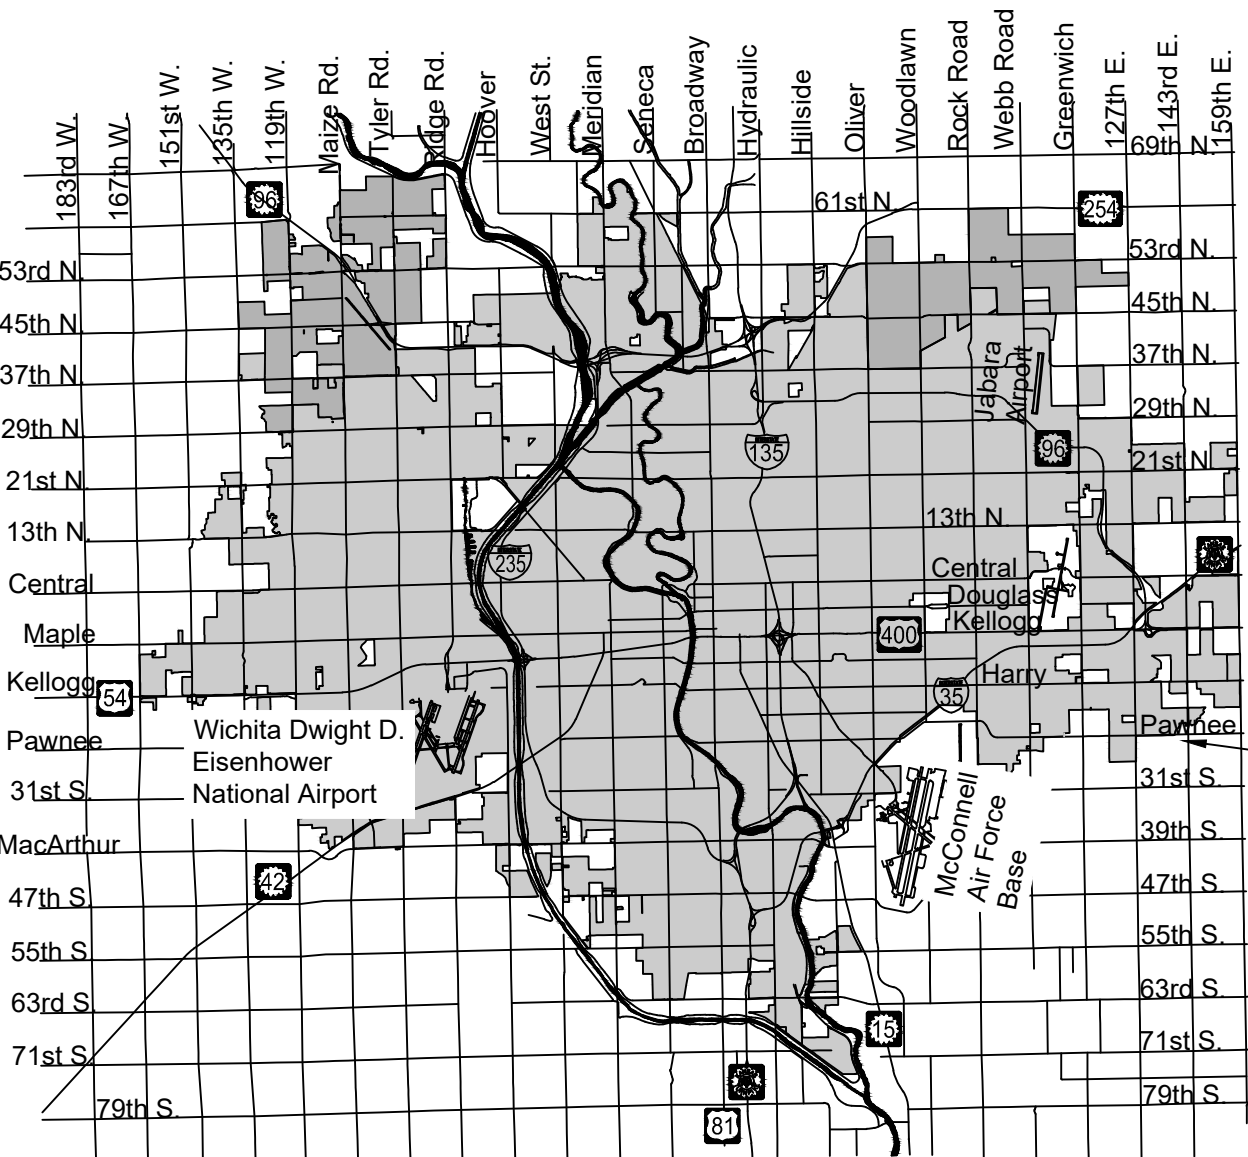 183rd W.
167th W.
151st W.
135th W.
119th W.
Maize Rd.
Tyler Rd.
Ridge Rd.
Hoover
West St.
Meridian
Seneca
Broadway
Hydraulic
Hillside
Oliver
Woodlawn
Rock Road
Webb Road
Greenwich
127th E.
143rd E.
159th E.
69th N.
96
61st N.
254
53rd N.
53rd N.
45th N.
45th N.
37th N.
37th N.
Jabara
Airport
29th N.
29th N.
135
96
21st N.
21st N.
13th N.
13th N.
235
Central
Central
Douglass
Maple
Kellogg
400
Kellogg
Harry
54
35
Wichita Dwight D.
Eisenhower
National Airport
Pawnee
Pawnee
31st S.
31st S.
McConnell
Air Force
Base
MacArthur
39th S.
42
47th S.
47th S.
55th S.
55th S.
63rd S.
63rd S.
15
71st S.
71st S.
79th S.
79th S.
81